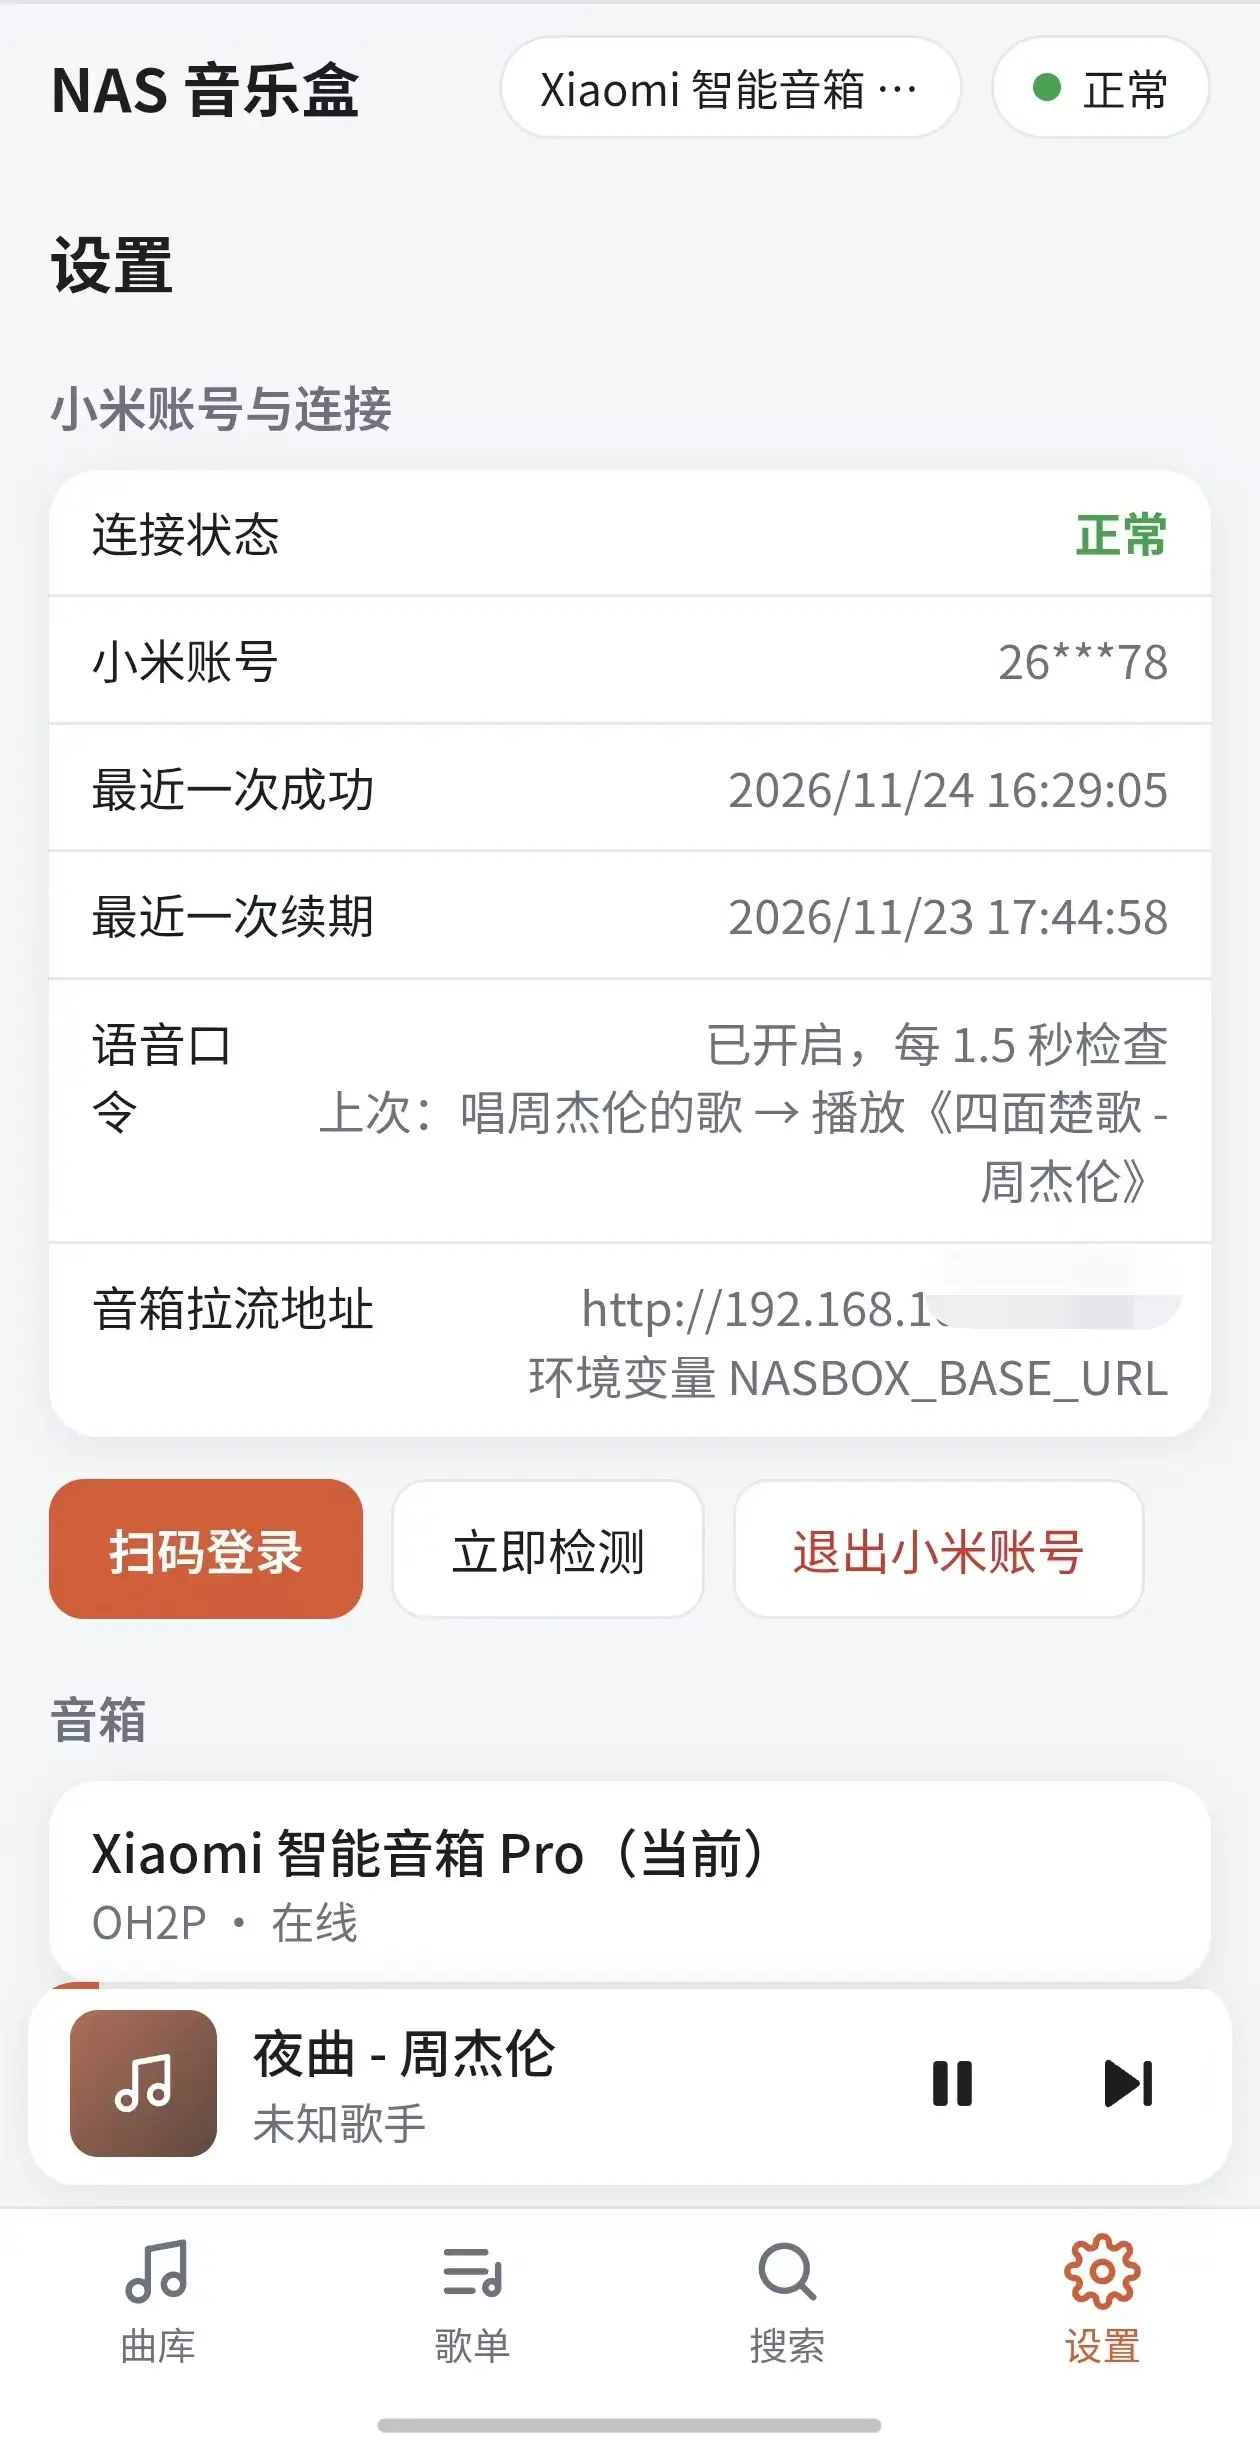 NAS 音乐盒
Xiaomi 智能音箱 …
正常
设置
小米账号与连接
连接状态
正常
小米账号
26***78
最近一次成功
2026/11/24 16:29:05
最近一次续期
2026/11/23 17:44:58
语音口
令
已开启，每 1.5 秒检查
上次：唱周杰伦的歌 → 播放《四面楚歌 -
周杰伦》
音箱拉流地址
http://192.168.1
环境变量 NASBOX_BASE_URL
扫码登录
立即检测
退出小米账号
音箱
Xiaomi 智能音箱 Pro（当前）
OH2P · 在线
夜曲 - 周杰伦
未知歌手
曲库
歌单
搜索
设置